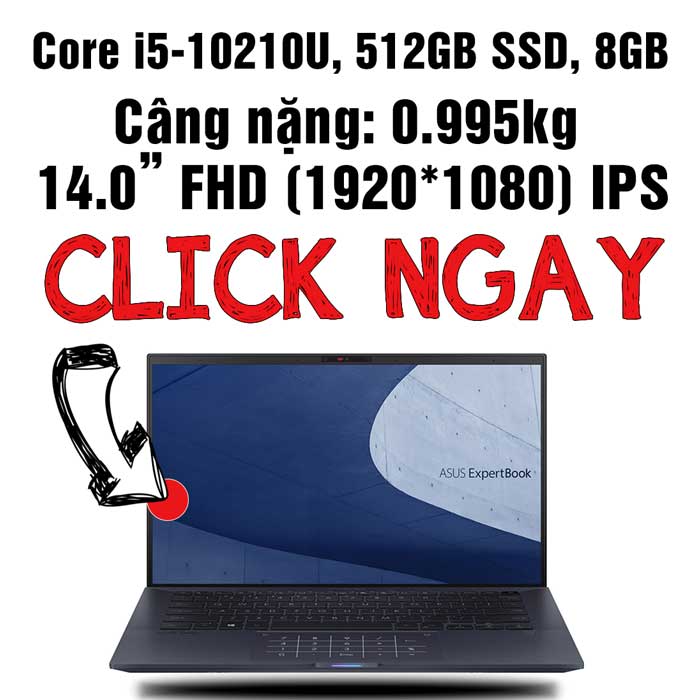 Core i5-10210U, 512GB SSD, 8GB
Câng nặng: 0.995kg
14.0” FHD (1920*1080) IPS
CLICK NGAY
ASUS ExpertBook